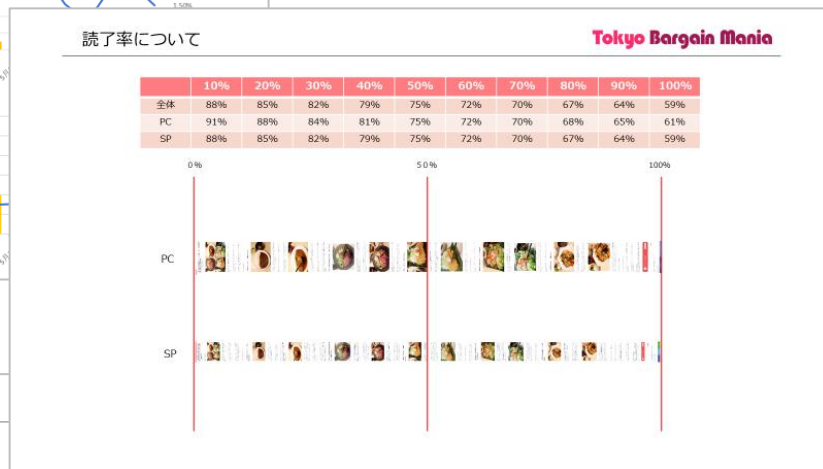 1.50%
読了率について
Tokyo Bargain Mania
10% 20% 30% 40% 50% 60% 70% 80% 90% 100%
全体 88% 85% 82% 79% 75% 72% 70% 67% 64% 59%
PC 91% 88% 84% 81% 75% 72% 70% 68% 65% 61%
SP 88% 85% 82% 79% 75% 72% 70% 67% 64% 59%
0% 50% 100%
PC
SP